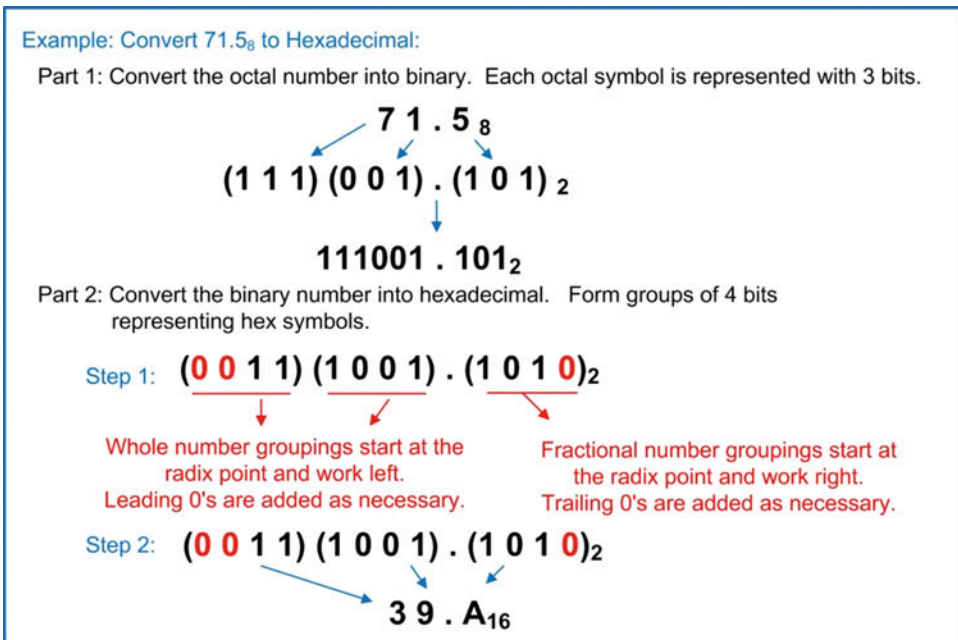 Example: Convert 71.5₈ to Hexadecimal:
Part 1: Convert the octal number into binary. Each octal symbol is represented with 3 bits.
7 1 . 5 ₈
(1 1 1) (0 0 1) . (1 0 1) ₂
111001 . 101₂
Part 2: Convert the binary number into hexadecimal. Form groups of 4 bits
representing hex symbols.
Step 1: (0 0 1 1) (1 0 0 1) . (1 0 1 0)₂
Whole number groupings start at the
radix point and work left.
Leading 0's are added as necessary.
Fractional number groupings start at
the radix point and work right.
Trailing 0's are added as necessary.
Step 2: (0 0 1 1) (1 0 0 1) . (1 0 1 0)₂
3 9 . A₁₆